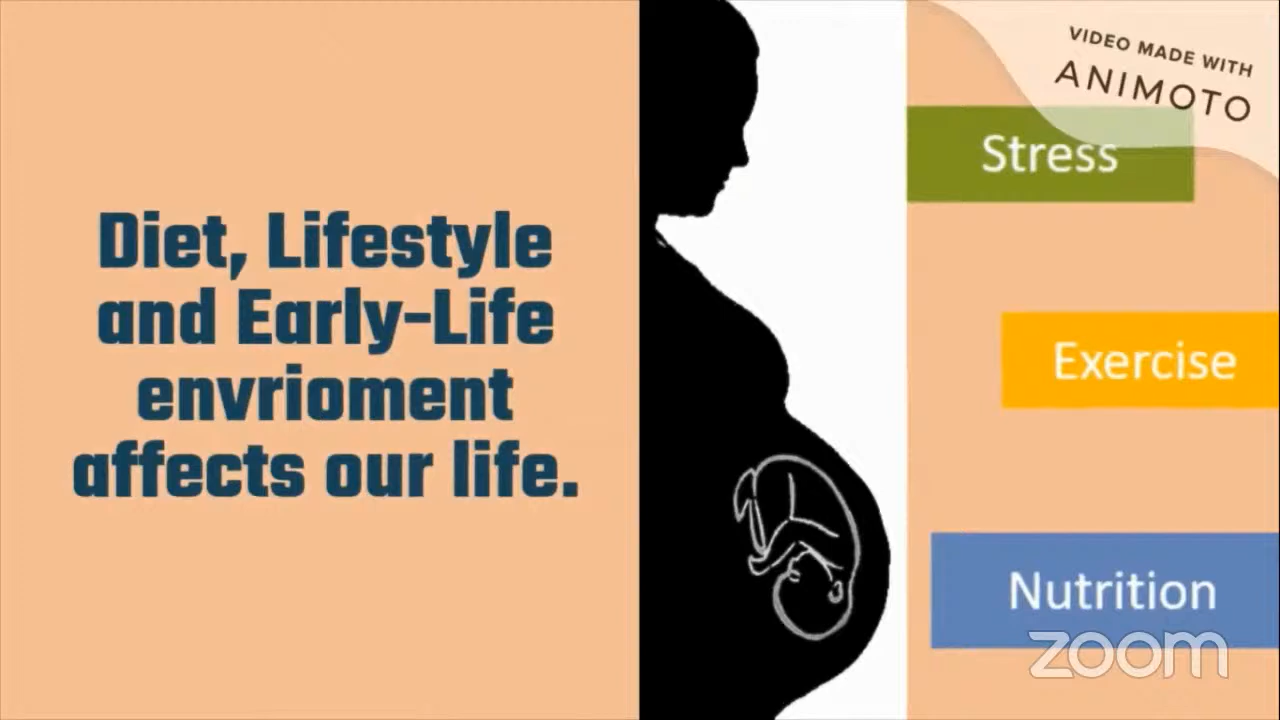 Diet, Lifestyle
and Early-Life
envrioment
affects our life.
VIDEO MADE WITH
ANIMOTO
Stress
Exercise
Nutrition
zoom